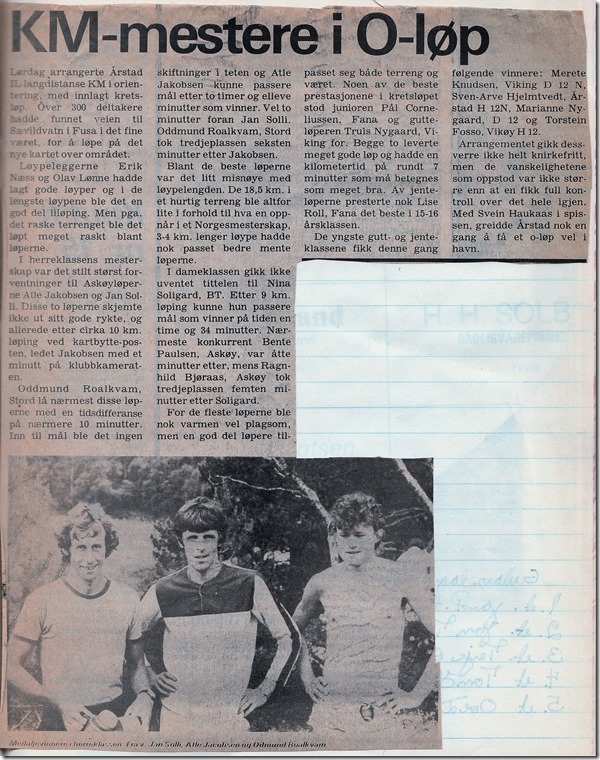 KM-mestere i O-løp
Lørdag arrangerte Årstad
IL langdistanse KM i orien-
tering, med innlagt krets-
løp. Over 300 deltakere
hadde funnet veien til
Sævildvatn i Fusa i det fine
været, for å løpe på det
nye kartet over området.
Løypeleggerne Erik
Næss og Olav Lønne hadde
lagt gode løyper og i de
lengste løypene ble det en
god del liløping. Men pga.
det raske terrenget ble det
løpt meget raskt blant
løperne.
I herreklassens mester-
skap var det stilt størst for-
ventninger til Askøyløpe-
ne Atle Jakobsen og Jan Sol-
li. Disse to løperne skjemte
ikke ut sitt gode rykte, og
allerede etter cirka 10 km.
løping ved kartbytte-pos-
ten, ledet Jakobsen med et
minutt på klubbkamerat-
en.
Oddmund Roalkvam,
Stord lå nærmest disse løp-
erne med en tidsdifferanse
på nærmere 10 minutter.
Inn til mål ble det ingen
skiftninger i teten og Atle
Jakobsen kunne passere
mål etter to timer og elleve
minutter som vinner. Vel to
minutter foran Jan Solli.
Oddmund Roalkvam, Stord
tok tredjeplassen seksten
minutter etter Jakobsen.
Blant de beste løperne
var det litt misnøye med
løypelengden. De 18,5 km. i
et hurtig terreng ble altfor
lite i forhold til hva en opp-
når i et Norgesmesterskap,
3-4 km. lenger løype hadde
nok passet bedre mente
løperne.
I dameklassen gikk ikke
uventet tittelen til Nina
Soligard, BT. Etter 9 km.
løping kunne hun passere
mål som vinner på tiden en
time og 34 minutter. Nær-
meste konkurrent Bente
Paulsen, Askøy, var åtte
minutter etter, mens Ragn-
hild Bjøraas, Askøy tok
tredjeplassen femten mi-
nutter etter Soligard.
For de fleste løperne ble
nok varmen vel plagsom,
men en god del løpere til-
passet seg både terreng og
været. Noen av de beste
prestasjonene i kretsløpet
stod junioren Pål Corne-
liussen, Fana og gutte-
løperen Truls Nygaard, Vi-
king for. Begge to leverte
meget gode løp og hadde en
kilometertid på rundt 7
minutter som må betegnes
som meget bra. Av jente-
løperne presterte nok Lise
Roll, Fana det beste i 15-16
årsklassen.
De yngste gutt- og jente-
klassene fikk denne gang
følgende vinnere: Merete
Knudsen, Viking D 12 N,
Sven-Arve Hjelmtvedt, År-
stad H 12N, Marianne Ny-
gaard, D 12 og Torstein
Fosso, Vikøy H 12.
Arrangementet gikk dess-
verre ikke helt knirkefritt,
men de vanskelighetene
som oppstod var ikke stør-
re enn at en fikk full kon-
troll over det hele igjen.
Med Svein Haukaas i spis-
sen, greidde Årstad nok en
gang å få et o-løp vel i
havn.
Medaljevinnere i herreklassen. Fra v. Jan Solli, Atle Jacobsen og Odmund Roalkvam